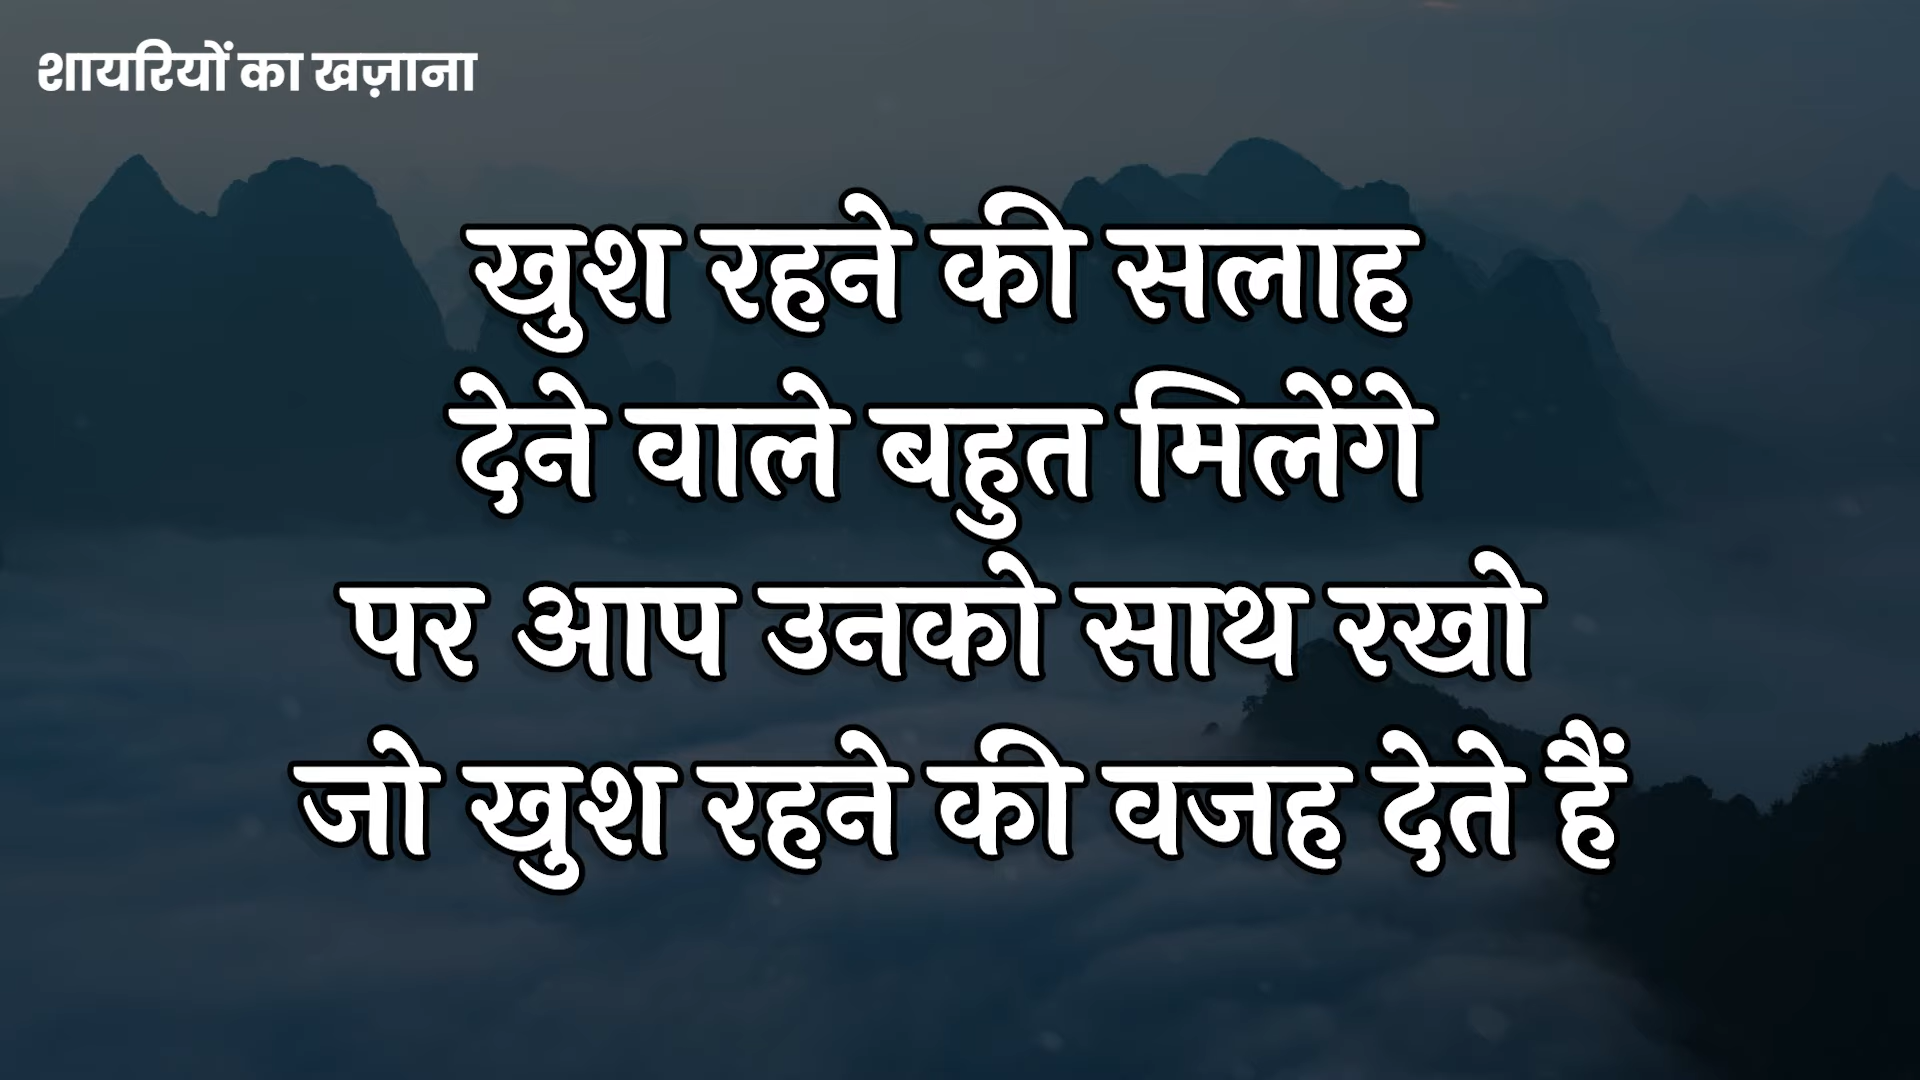 शायरियों का खज़ाना
खुश रहने की सलाह
देने वाले बहुत मिलेंगे
पर आप उनको साथ रखो
जो खुश रहने की वजह देते हैं